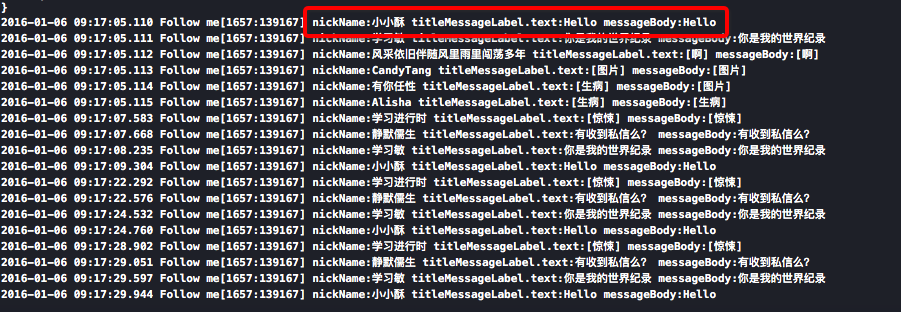 }
2016-01-06 09:17:05.110 Follow me[1657:139167] nickName:小小酥 titleMessageLabel.text:Hello messageBody:Hello
2016-01-06 09:17:05.111 Follow me[1657:139167] nickName:学习敏 titleMessageLabel.text:你是我的世界纪录 messageBody:你是我的世界纪录
2016-01-06 09:17:05.112 Follow me[1657:139167] nickName:风采依旧伴随风里雨里闯荡多年 titleMessageLabel.text:[啊] messageBody:[啊]
2016-01-06 09:17:05.113 Follow me[1657:139167] nickName:CandyTang titleMessageLabel.text:[图片] messageBody:[图片]
2016-01-06 09:17:05.114 Follow me[1657:139167] nickName:有你任性 titleMessageLabel.text:[生病] messageBody:[图片]
2016-01-06 09:17:05.115 Follow me[1657:139167] nickName:Alisha titleMessageLabel.text:[生病] messageBody:[生病]
2016-01-06 09:17:07.583 Follow me[1657:139167] nickName:学习进行时 titleMessageLabel.text:[惊悚] messageBody:[惊悚]
2016-01-06 09:17:07.668 Follow me[1657:139167] nickName:静默儒生 titleMessageLabel.text:有收到私信么? messageBody:有收到私信么?
2016-01-06 09:17:08.235 Follow me[1657:139167] nickName:学习敏 titleMessageLabel.text:你是我的世界纪录 messageBody:你是我的世界纪录
2016-01-06 09:17:09.304 Follow me[1657:139167] nickName:小小酥 titleMessageLabel.text:Hello messageBody:Hello
2016-01-06 09:17:22.292 Follow me[1657:139167] nickName:学习进行时 titleMessageLabel.text:[惊悚] messageBody:[惊悚]
2016-01-06 09:17:22.576 Follow me[1657:139167] nickName:静默儒生 titleMessageLabel.text:有收到私信么? messageBody:有收到私信么?
2016-01-06 09:17:24.532 Follow me[1657:139167] nickName:学习敏 titleMessageLabel.text:你是我的世界纪录 messageBody:你是我的世界纪录
2016-01-06 09:17:24.760 Follow me[1657:139167] nickName:小小酥 titleMessageLabel.text:Hello messageBody:Hello
2016-01-06 09:17:28.902 Follow me[1657:139167] nickName:学习进行时 titleMessageLabel.text:[惊悚] messageBody:[惊悚]
2016-01-06 09:17:29.051 Follow me[1657:139167] nickName:静默儒生 titleMessageLabel.text:有收到私信么? messageBody:有收到私信么?
2016-01-06 09:17:29.597 Follow me[1657:139167] nickName:学习敏 titleMessageLabel.text:你是我的世界纪录 messageBody:你是我的世界纪录
2016-01-06 09:17:29.944 Follow me[1657:139167] nickName:小小酥 titleMessageLabel.text:Hello messageBody:Hello